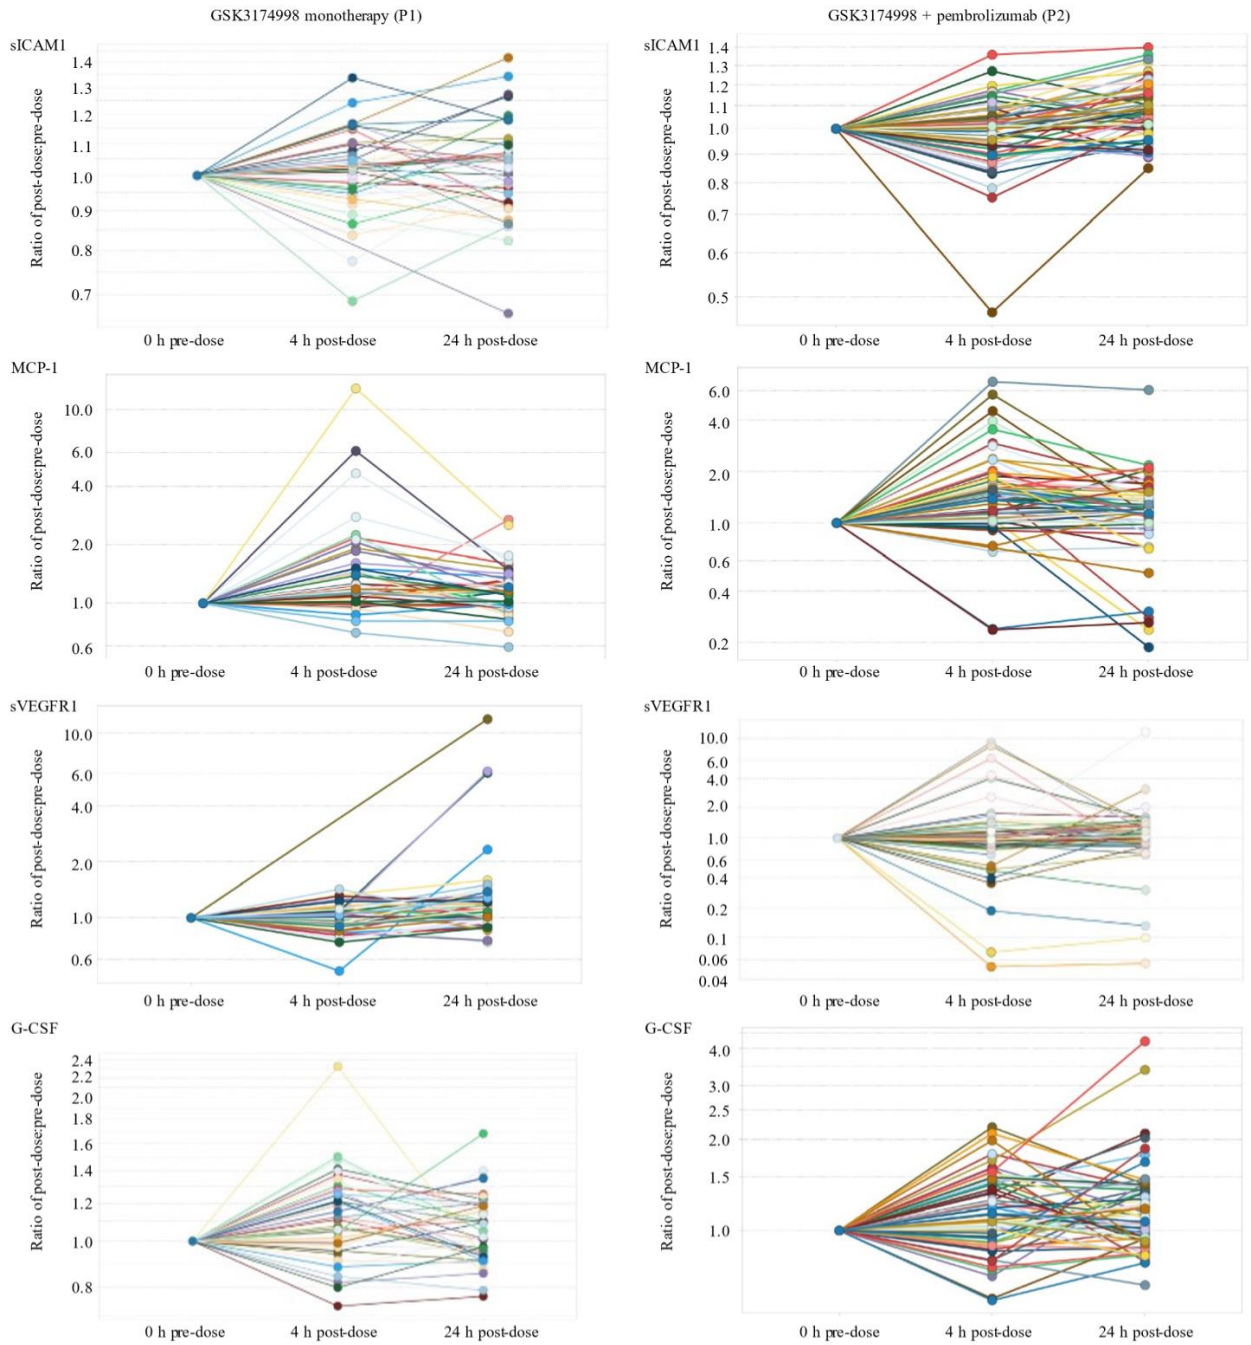 GSK3174998 monotherapy (P1)
GSK3174998 + pembrolizumab (P2)
sICAM1
Ratio of post-dose:pre-dose
1.4
1.3
1.2
1.1
1.0
0.9
0.8
0.7
0 h pre-dose
4 h post-dose
24 h post-dose
sICAM1
Ratio of post-dose:pre-dose
1.4
1.3
1.2
1.1
1.0
0.9
0.8
0.7
0.6
0.5
0 h pre-dose
4 h post-dose
24 h post-dose
MCP-1
Ratio of post-dose:pre-dose
10.0
6.0
4.0
2.0
1.0
0.6
0 h pre-dose
4 h post-dose
24 h post-dose
MCP-1
Ratio of post-dose:pre-dose
6.0
4.0
2.0
1.0
0.6
0.4
0.2
0 h pre-dose
4 h post-dose
24 h post-dose
sVEGFR1
Ratio of post-dose:pre-dose
10.0
6.0
4.0
2.0
1.0
0.6
0 h pre-dose
4 h post-dose
24 h post-dose
sVEGFR1
Ratio of post-dose:pre-dose
10.0
6.0
4.0
2.0
1.0
0.6
0.4
0.2
0.1
0.06
0.04
0 h pre-dose
4 h post-dose
24 h post-dose
G-CSF
Ratio of post-dose:pre-dose
2.4
2.2
2.0
1.8
1.6
1.4
1.2
1.0
0.8
0 h pre-dose
4 h post-dose
24 h post-dose
G-CSF
Ratio of post-dose:pre-dose
4.0
3.0
2.5
2.0
1.5
1.0
0 h pre-dose
4 h post-dose
24 h post-dose